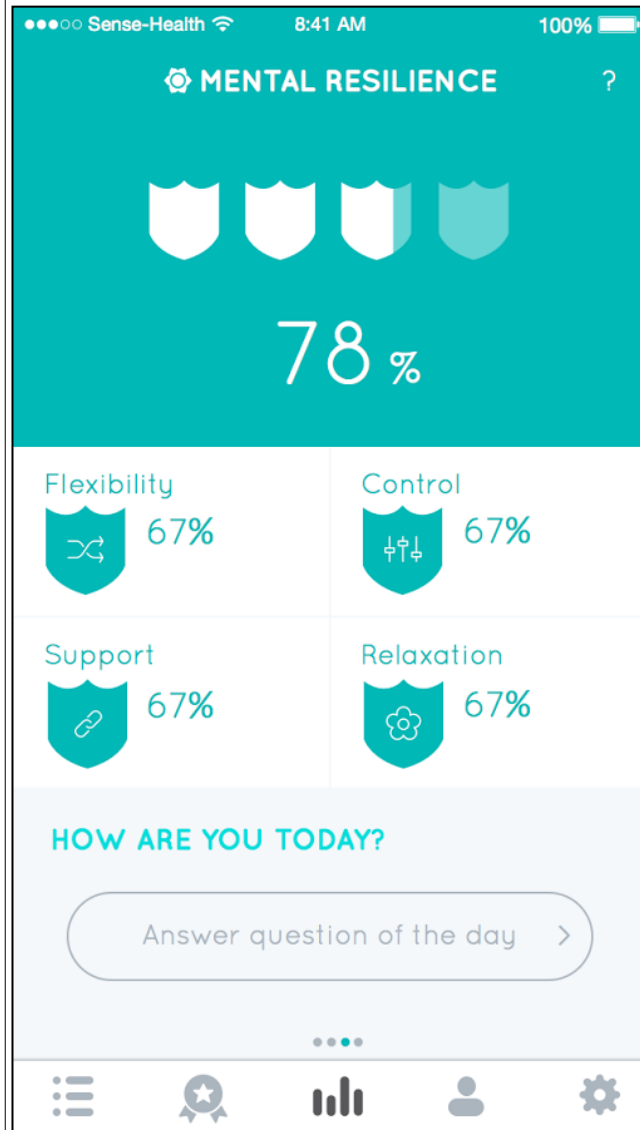 Sense-Health 8:41 AM 100%
MENTAL RESILIENCE ?
78 %
Flexibility Control
67% 67%
Support Relaxation
67% 67%
HOW ARE YOU TODAY?
Answer question of the day >